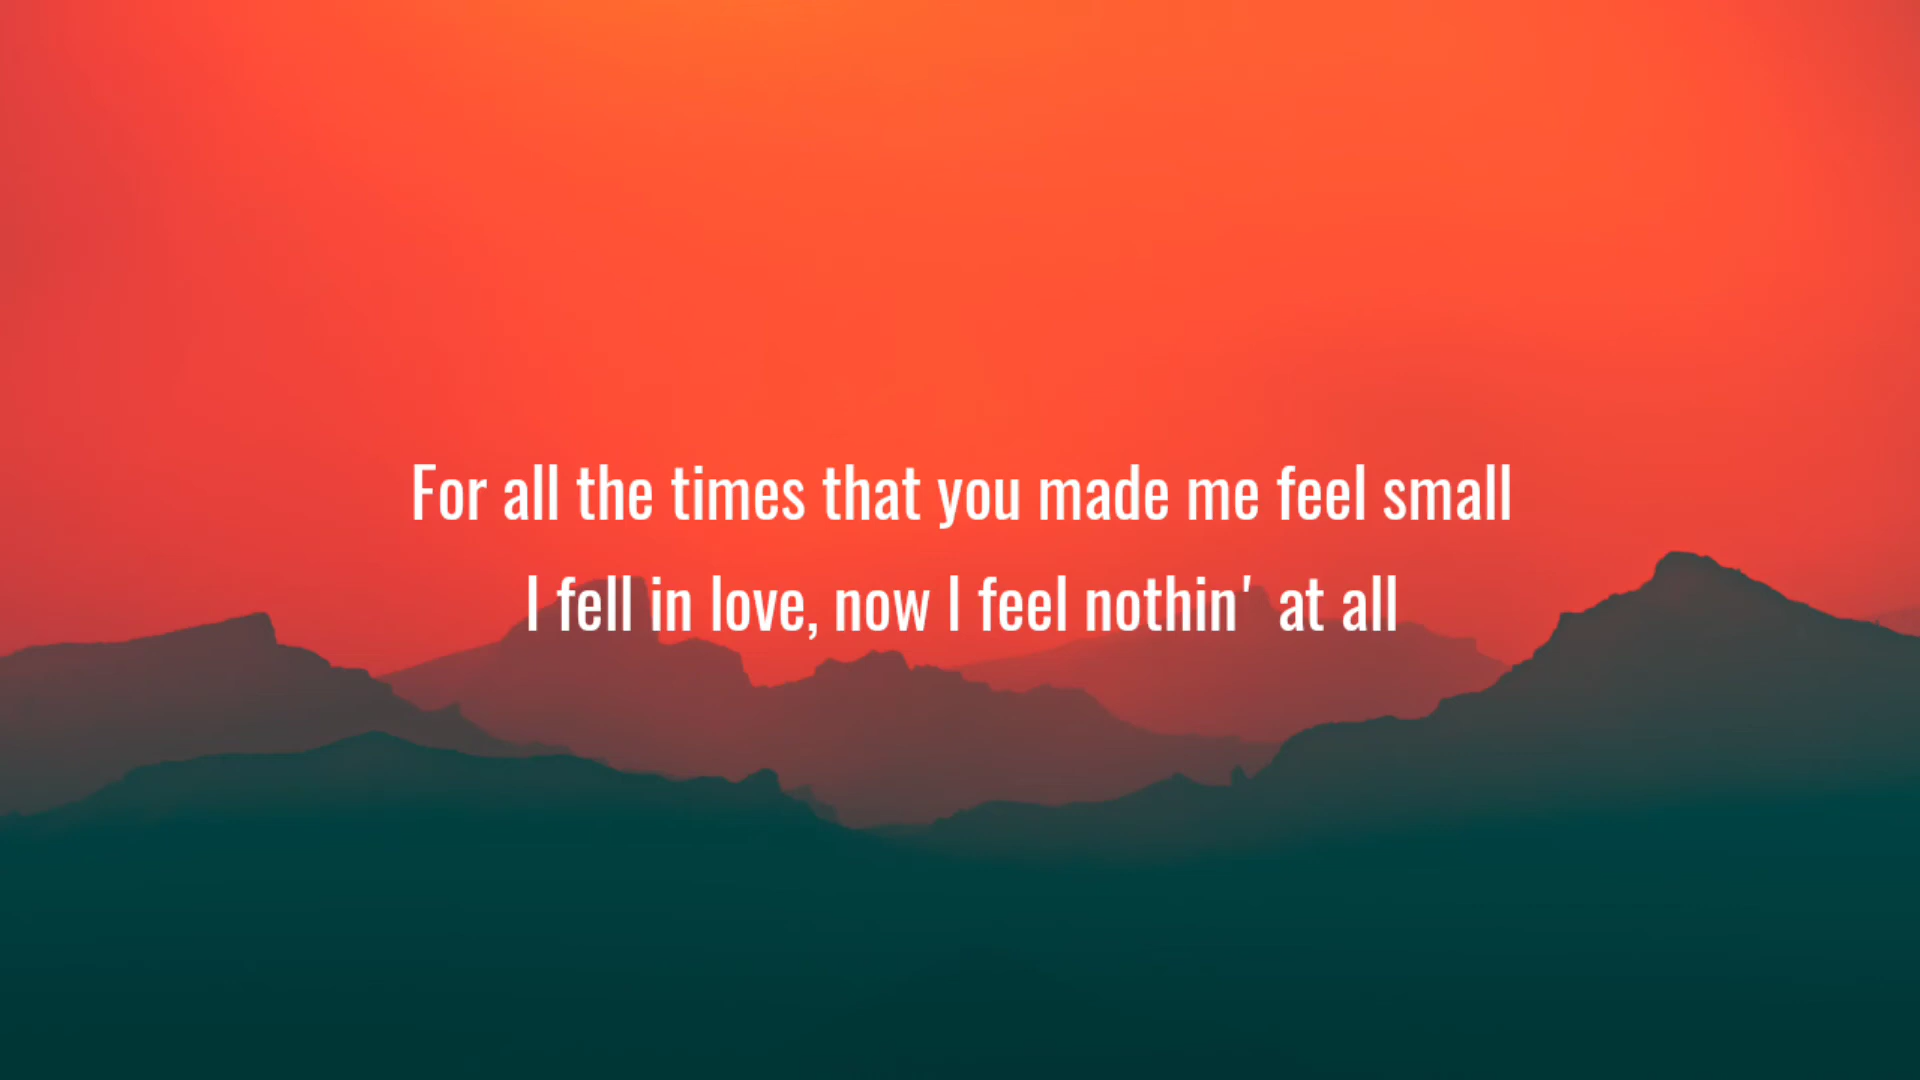 For all the times that you made me feel small
I fell in love, now I feel nothin' at all